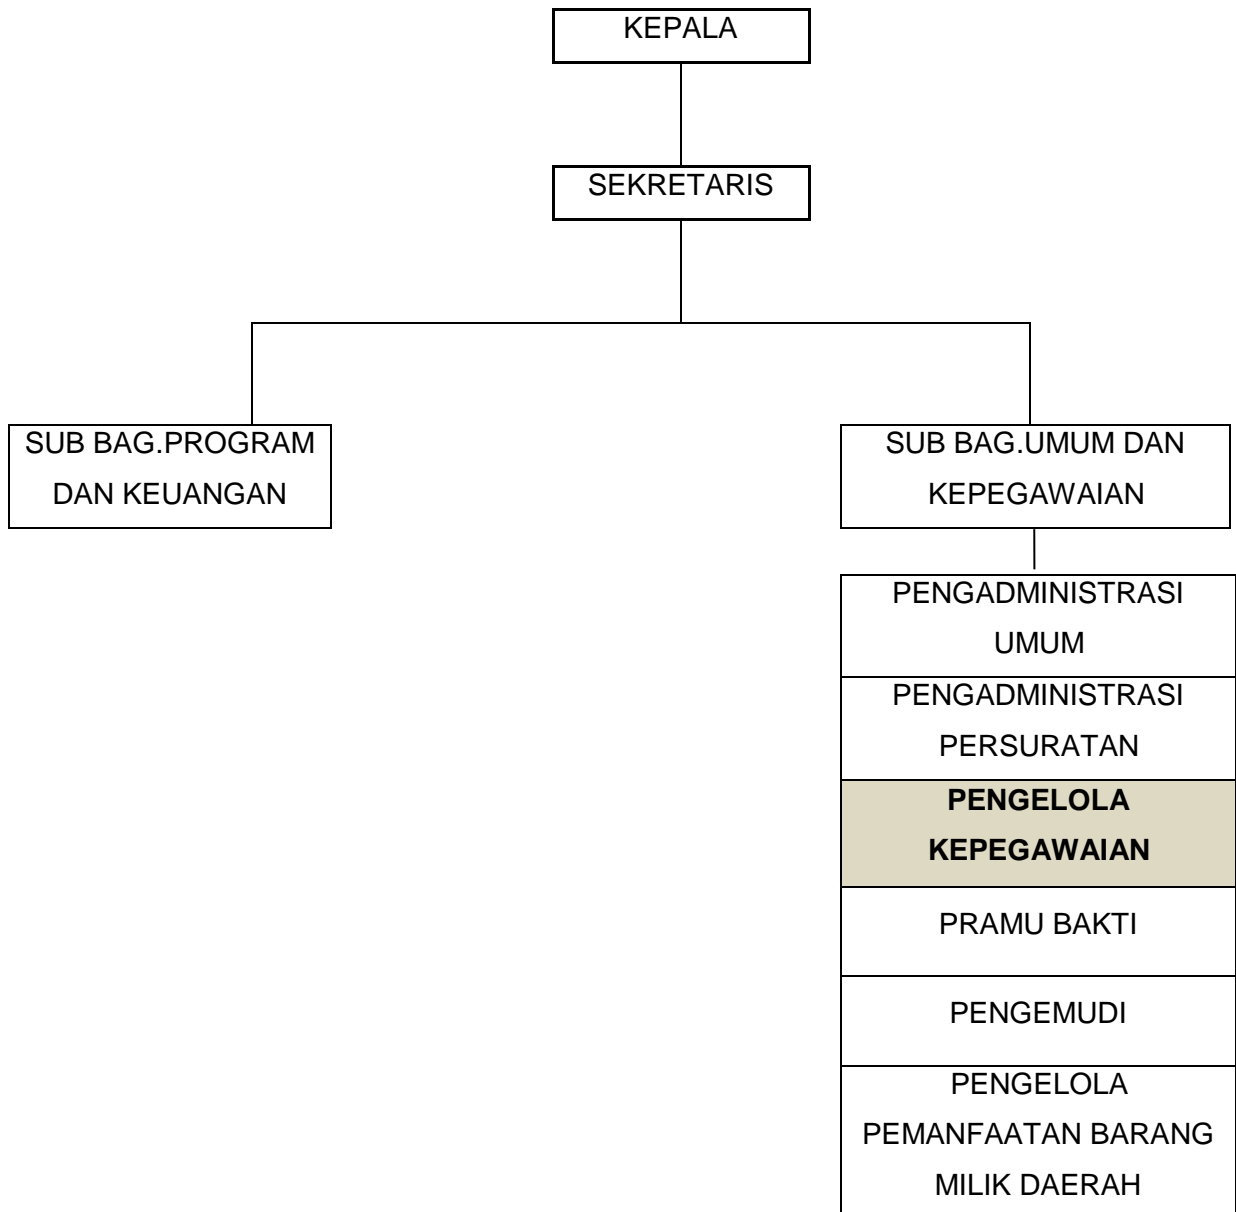 KEPALA
SEKRETARIS
SUB BAG.PROGRAM
DAN KEUANGAN
SUB BAG.UMUM DAN
KEPEGAWAIAN
PENGADMINISTRASI
UMUM
PENGADMINISTRASI
PERSURATAN
PENGELOLA
KEPEGAWAIAN
PRAMU BAKTI
PENGEMUDI
PENGELOLA
PEMANFAATAN BARANG
MILIK DAERAH